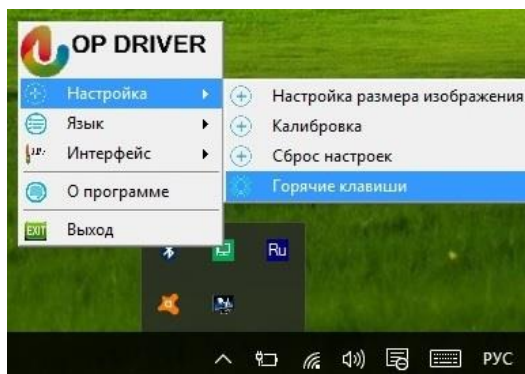 OP DRIVER
Настройка
Язык
Интерфейс
О программе
EXIT Выход
Настройка размера изображения
Калибровка
Сброс настроек
Горячие клавиши
Ru
РУС